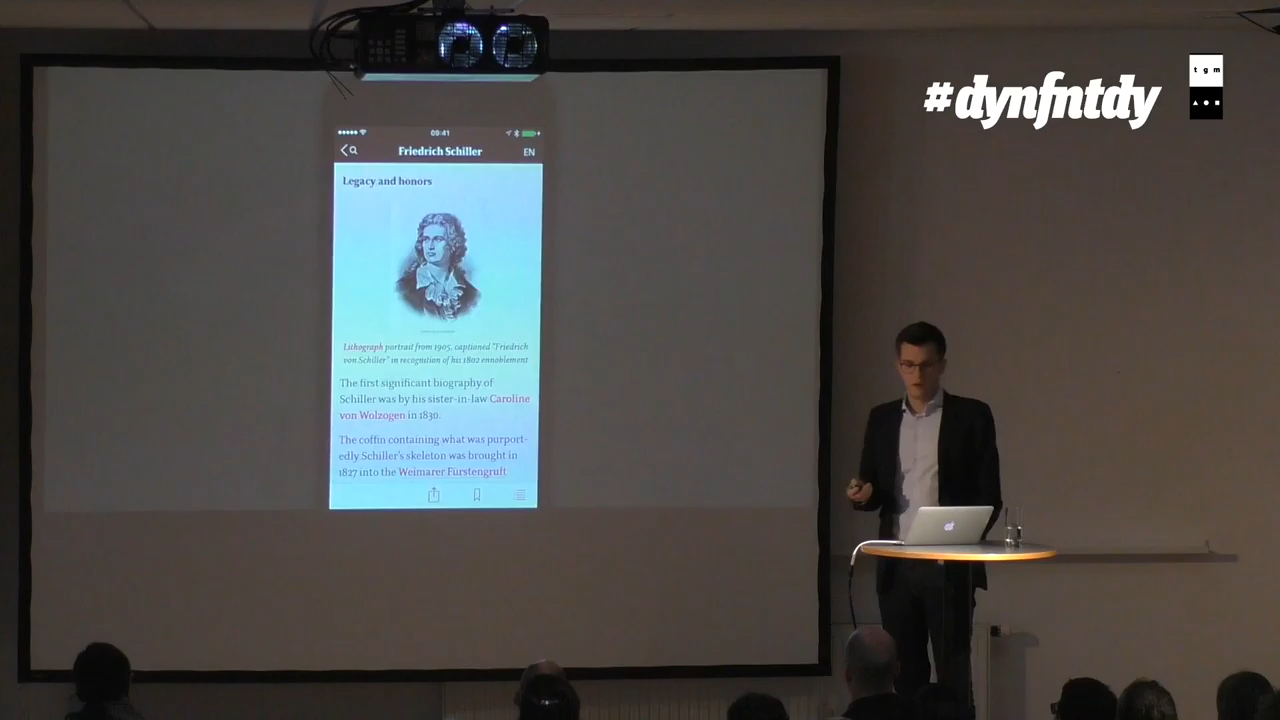 #dynfntdy
t g m
09:41
Friedrich Schiller
EN
Legacy and honors
Lithograph portrait from 1905, captioned "Friedrich
von Schiller" in recognition of his 1802 ennoblement
The first significant biography of
Schiller was by his sister-in-law Caroline
von Wolzogen in 1830.
The coffin containing what was purport-
edly Schiller's skeleton was brought in
1827 into the Weimarer Fürstengruft